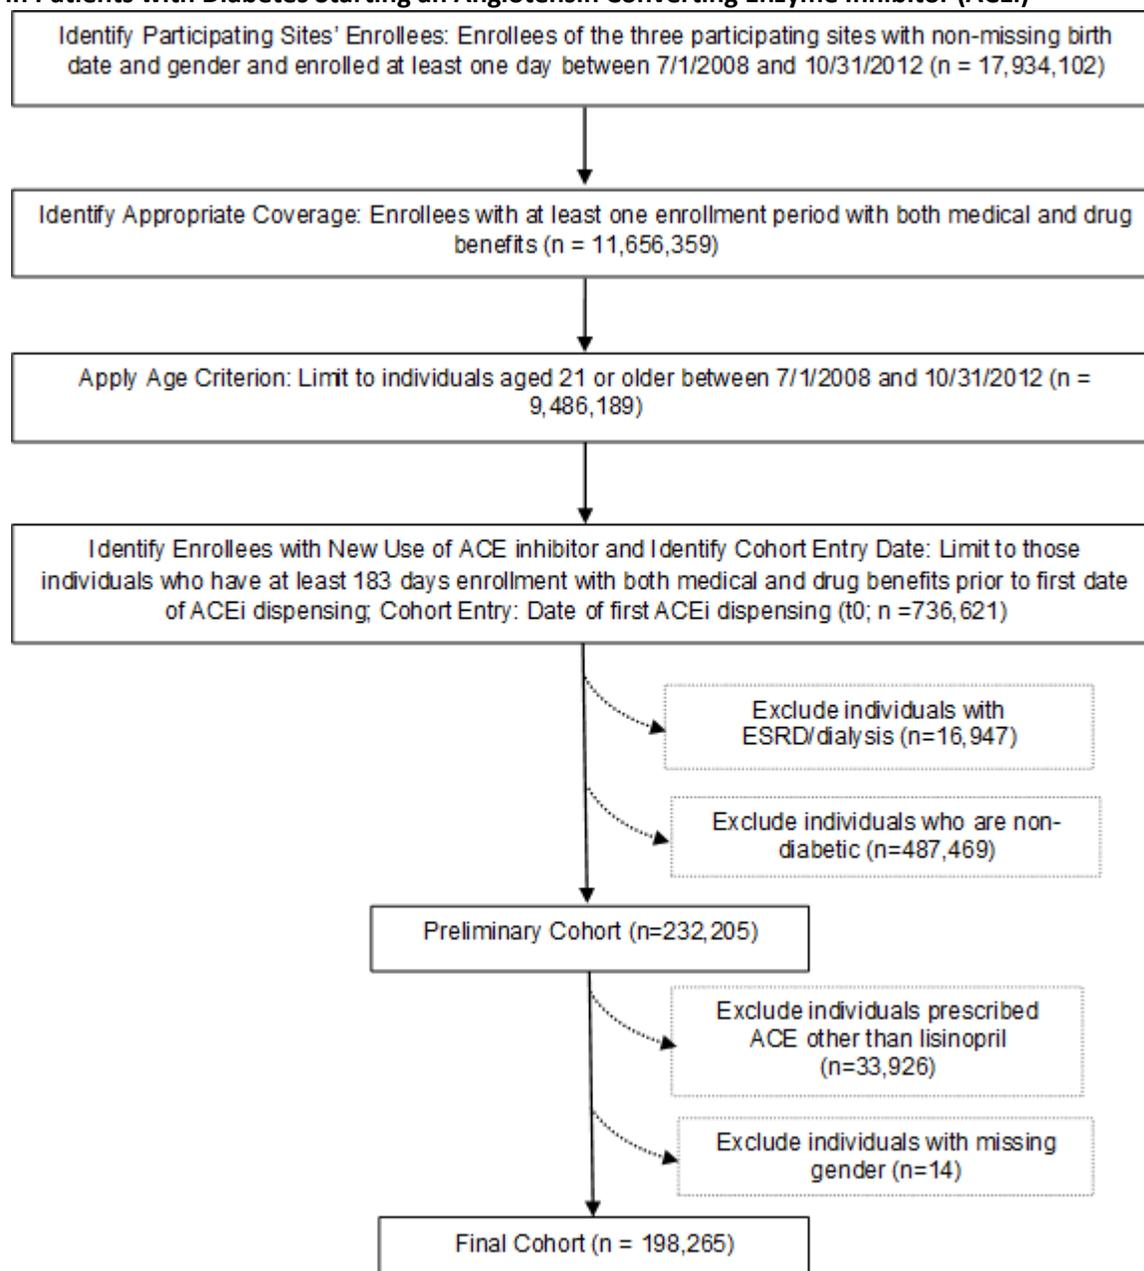 in Patients with Diabetes Starting an Angiotensin Converting Enzyme Inhibitor (ACEi)
Identify Participating Sites' Enrollees: Enrollees of the three participating sites with non-missing birth
date and gender and enrolled at least one day between 7/1/2008 and 10/31/2012 (n = 17,934,102)
Identify Appropriate Coverage: Enrollees with at least one enrollment period with both medical and drug
benefits (n = 11,656,359)
Apply Age Criterion: Limit to individuals aged 21 or older between 7/1/2008 and 10/31/2012 (n =
9,486,189)
Identify Enrollees with New Use of ACE inhibitor and Identify Cohort Entry Date: Limit to those
individuals who have at least 183 days enrollment with both medical and drug benefits prior to first date
of ACEi dispensing; Cohort Entry: Date of first ACEi dispensing (t0; n =736,621)
Exclude individuals with
ESRD/dialysis (n=16,947)
Exclude individuals who are non-
diabetic (n=487,469)
Preliminary Cohort (n=232,205)
Exclude individuals prescribed
ACE other than lisinopril
(n=33,926)
Exclude individuals with missing
gender (n=14)
Final Cohort (n = 198,265)